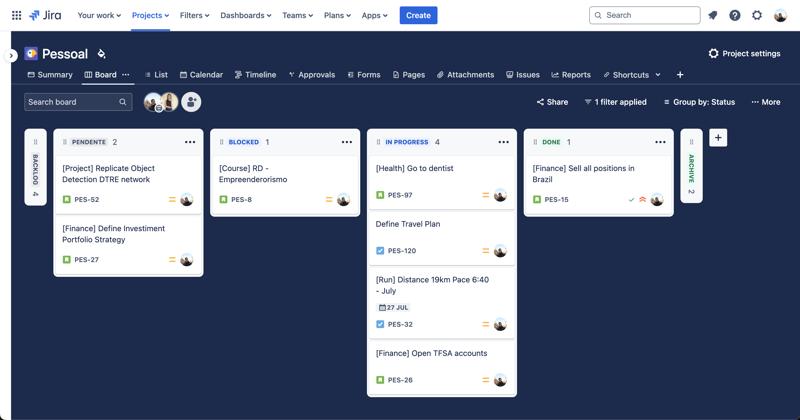 Jira Your work Projects Filters Dashboards Teams Plans Apps Create Search
Pessoal Project settings
Summary Board List Calendar Timeline Approvals Forms Pages Attachments Issues Reports Shortcuts
Search board Share 1 filter applied Group by: Status More
BACKLOG 4
PENDENTE 2
[Project] Replicate Object
Detection DTRE network
PES-52
[Finance] Define Investiment
Portfolio Strategy
PES-27
BLOCKED 1
[Course] RD -
Empreenderorismo
PES-8
IN PROGRESS 4
[Health] Go to dentist
PES-97
Define Travel Plan
PES-120
[Run] Distance 19km Pace 6:40
- July
27 JUL
PES-32
[Finance] Open TFSA accounts
PES-26
DONE 1
[Finance] Sell all positions in
Brazil
PES-15
ARCHIVE 2